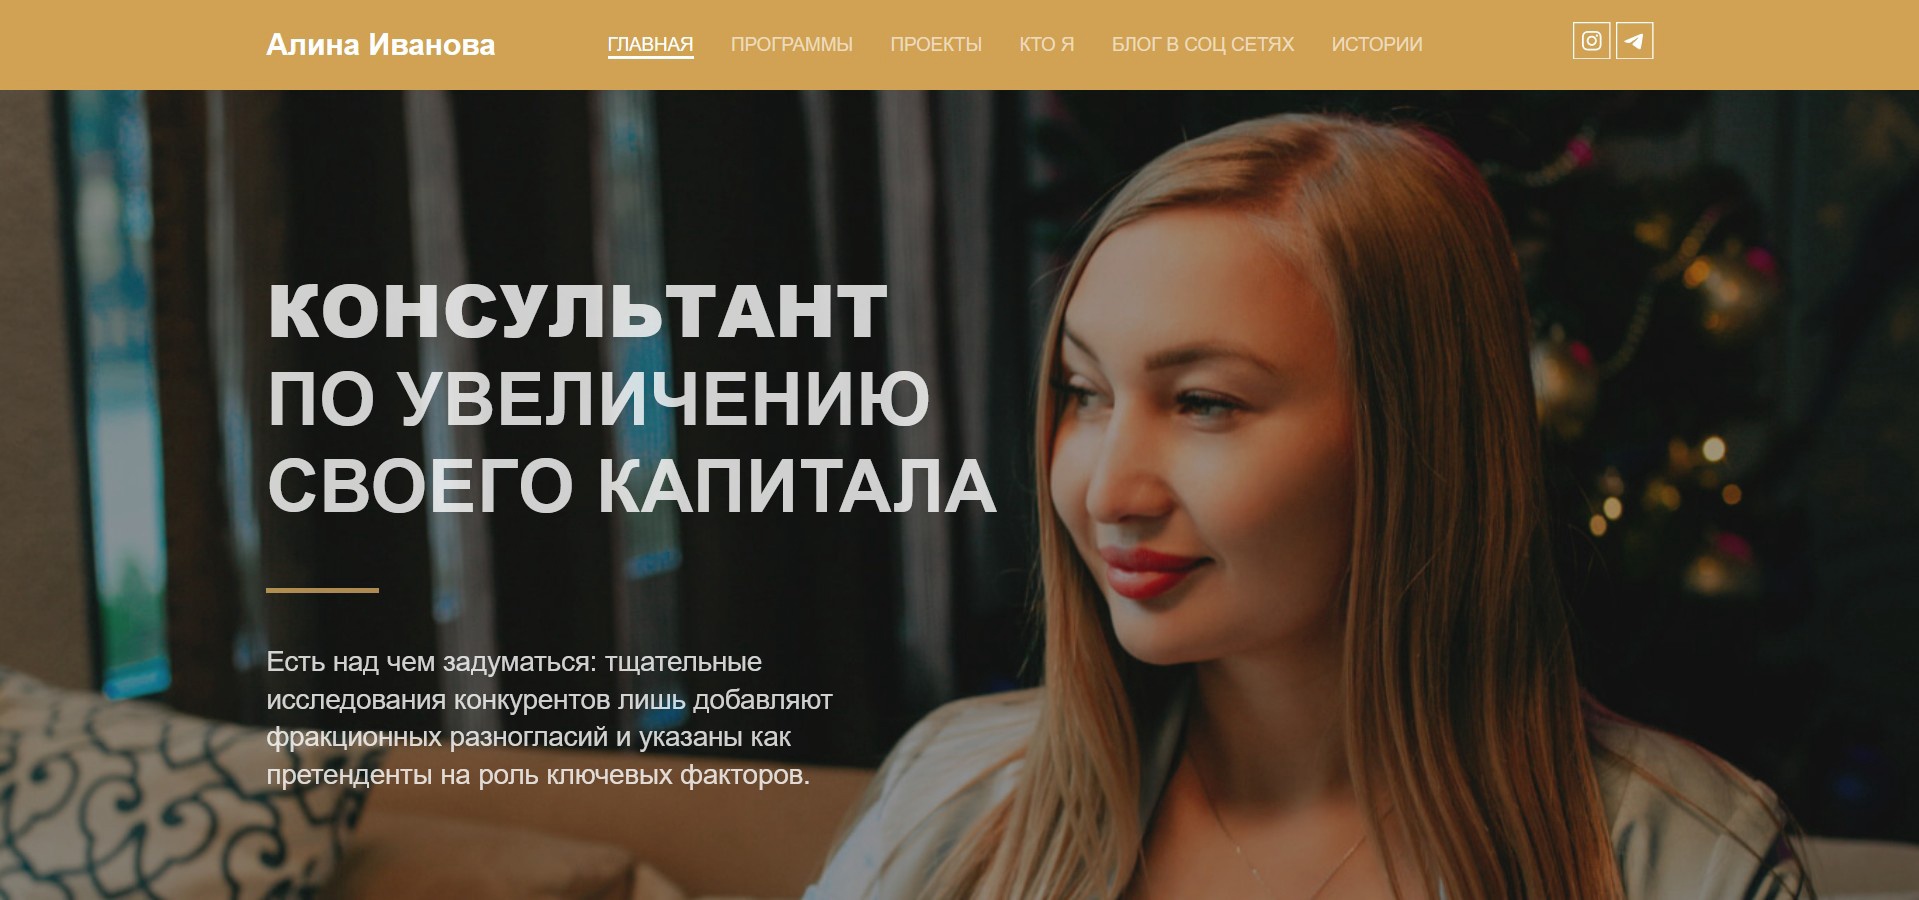 Алина Иванова
ГЛАВНАЯ ПРОГРАММЫ ПРОЕКТЫ КТО Я БЛОГ В СОЦ СЕТЯХ ИСТОРИИ
КОНСУЛЬТАНТ
ПО УВЕЛИЧЕНИЮ
СВОЕГО КАПИТАЛА
Есть над чем задуматься: тщательные
исследования конкурентов лишь добавляют
фракционных разногласий и указаны как
претенденты на роль ключевых факторов.